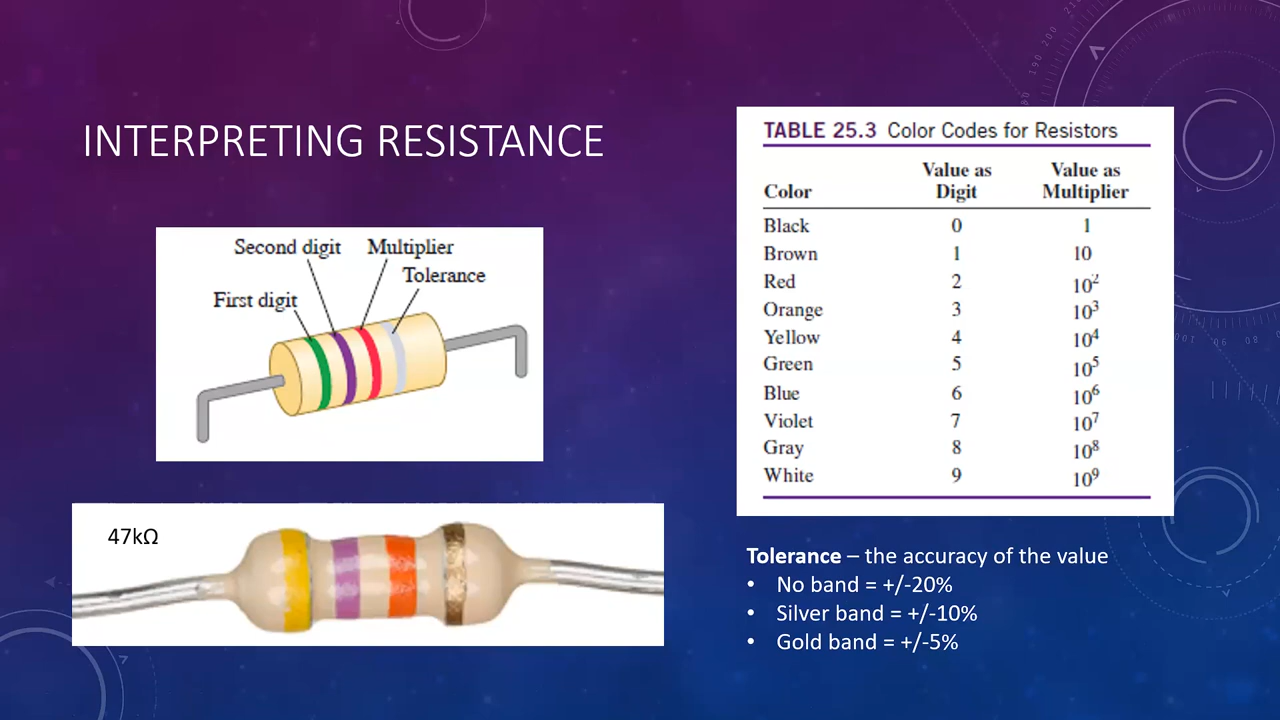 INTERPRETING RESISTANCE
Second digit Multiplier
Tolerance
First digit
47kΩ
TABLE 25.3 Color Codes for Resistors
Color Value as Digit Value as Multiplier
Black 0 1
Brown 1 10
Red 2 10²
Orange 3 10³
Yellow 4 10⁴
Green 5 10⁵
Blue 6 10⁶
Violet 7 10⁷
Gray 8 10⁸
White 9 10⁹
Tolerance – the accuracy of the value
• No band = +/-20%
• Silver band = +/-10%
• Gold band = +/-5%